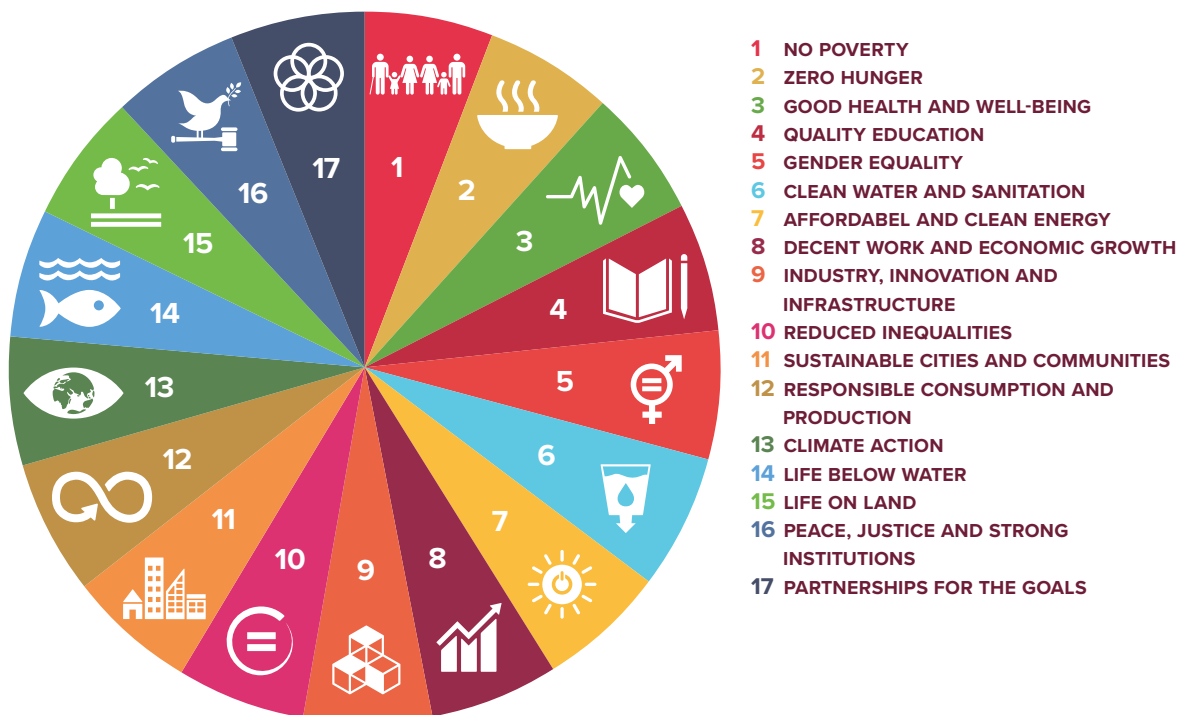 1
2
3
4
5
6
7
8
9
10
11
12
13
14
15
16
17
1 NO POVERTY
2 ZERO HUNGER
3 GOOD HEALTH AND WELL-BEING
4 QUALITY EDUCATION
5 GENDER EQUALITY
6 CLEAN WATER AND SANITATION
7 AFFORDABEL AND CLEAN ENERGY
8 DECENT WORK AND ECONOMIC GROWTH
9 INDUSTRY, INNOVATION AND
INFRASTRUCTURE
10 REDUCED INEQUALITIES
11 SUSTAINABLE CITIES AND COMMUNITIES
12 RESPONSIBLE CONSUMPTION AND
PRODUCTION
13 CLIMATE ACTION
14 LIFE BELOW WATER
15 LIFE ON LAND
16 PEACE, JUSTICE AND STRONG
INSTITUTIONS
17 PARTNERSHIPS FOR THE GOALS